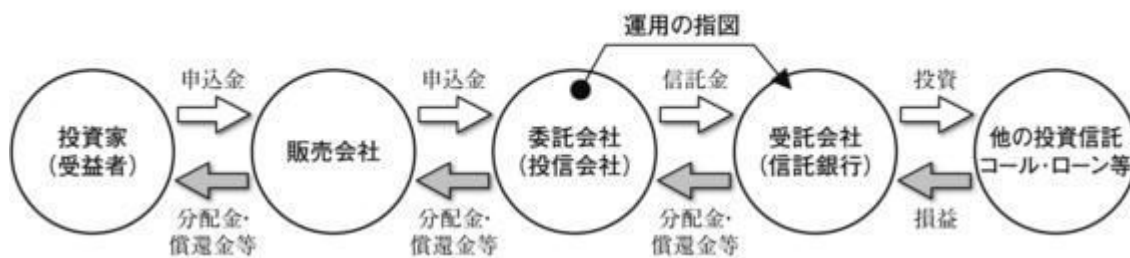 運用の指図
申込金
申込金
信託金
投資
投資家
(受益者)
販売会社
委託会社
(投信会社)
受託会社
(信託銀行)
他の投資信託
コール・ローン等
分配金・
償還金等
分配金・
償還金等
分配金・
償還金等
損益